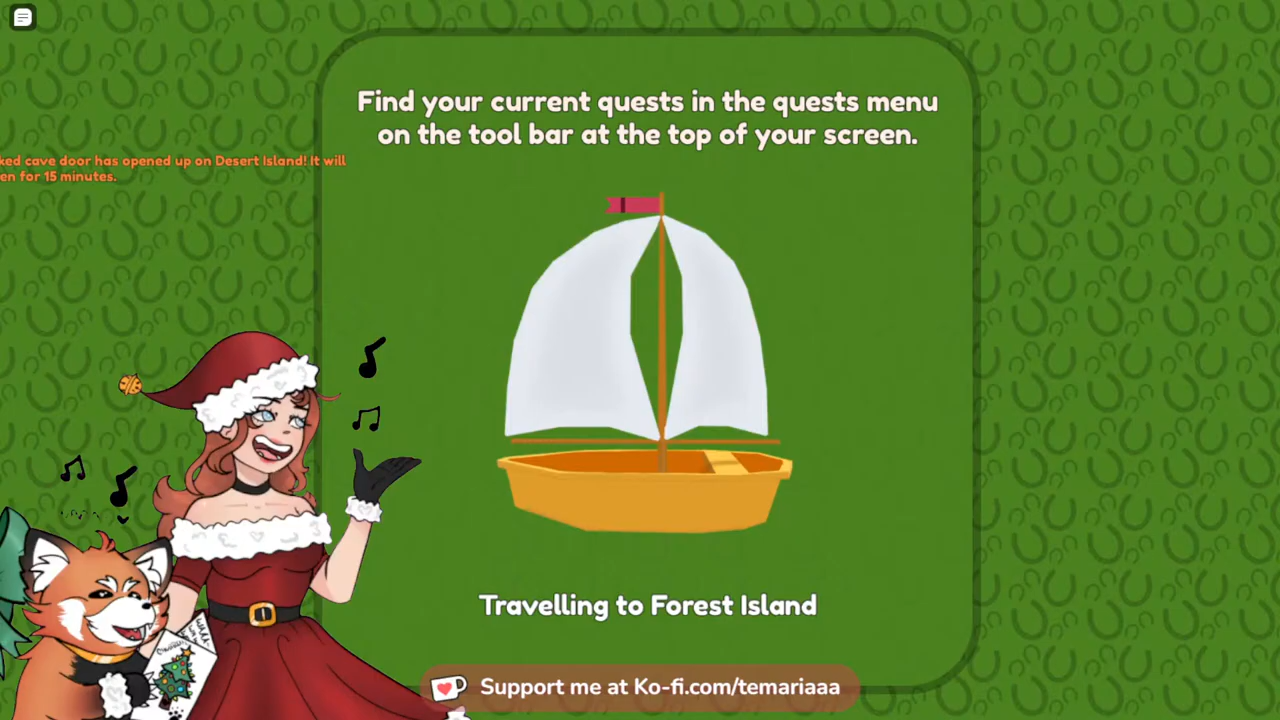 Find your current quests in the quests menu
on the tool bar at the top of your screen.
ked cave door has opened up on Desert Island! It will
en for 15 minutes.
Travelling to Forest Island
Support me at Ko-fi.com/temariaaa